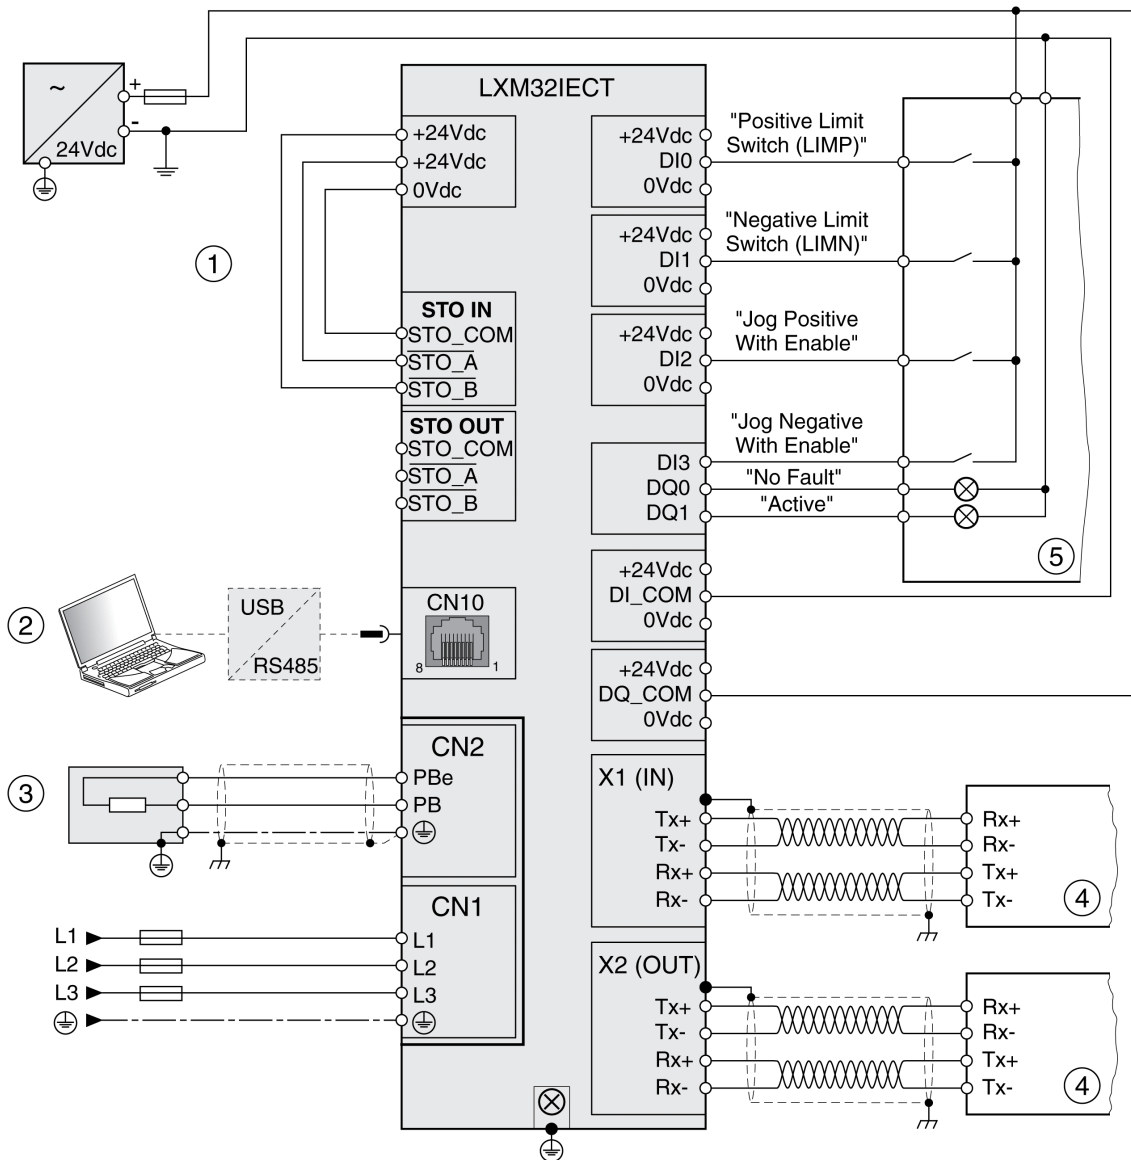 ~
+
-
24Vdc
1
LXM32IECT
+24Vdc
+24Vdc
0Vdc
STO IN
STO_COM
STO_A
STO_B
STO OUT
STO_COM
STO_A
STO_B
+24Vdc
DI0
0Vdc
"Positive Limit
Switch (LIMP)"
+24Vdc
DI1
0Vdc
"Negative Limit
Switch (LIMN)"
+24Vdc
DI2
0Vdc
"Jog Positive
With Enable"
DI3
DQ0
DQ1
"Jog Negative
With Enable"
"No Fault"
"Active"
5
+24Vdc
DI_COM
0Vdc
+24Vdc
DQ_COM
0Vdc
2
USB
RS485
CN10
8
1
3
CN2
PBe
PB
CN1
L1
L2
L3
L1
L2
L3
X1 (IN)
Tx+
Tx-
Rx+
Rx-
Rx+
Rx-
Tx+
Tx-
4
X2 (OUT)
Tx+
Tx-
Rx+
Rx-
Rx+
Rx-
Tx+
Tx-
4